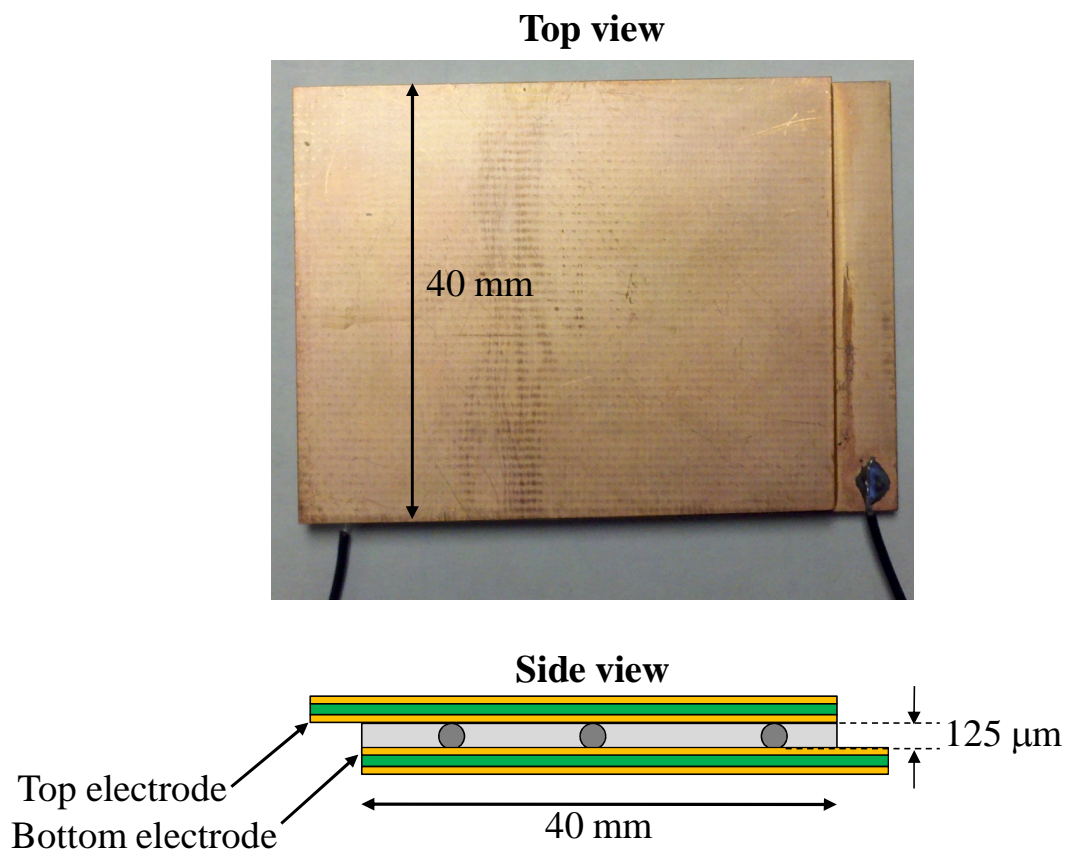 Top view
40 mm
Side view
125 μm
Top electrode
Bottom electrode
40 mm